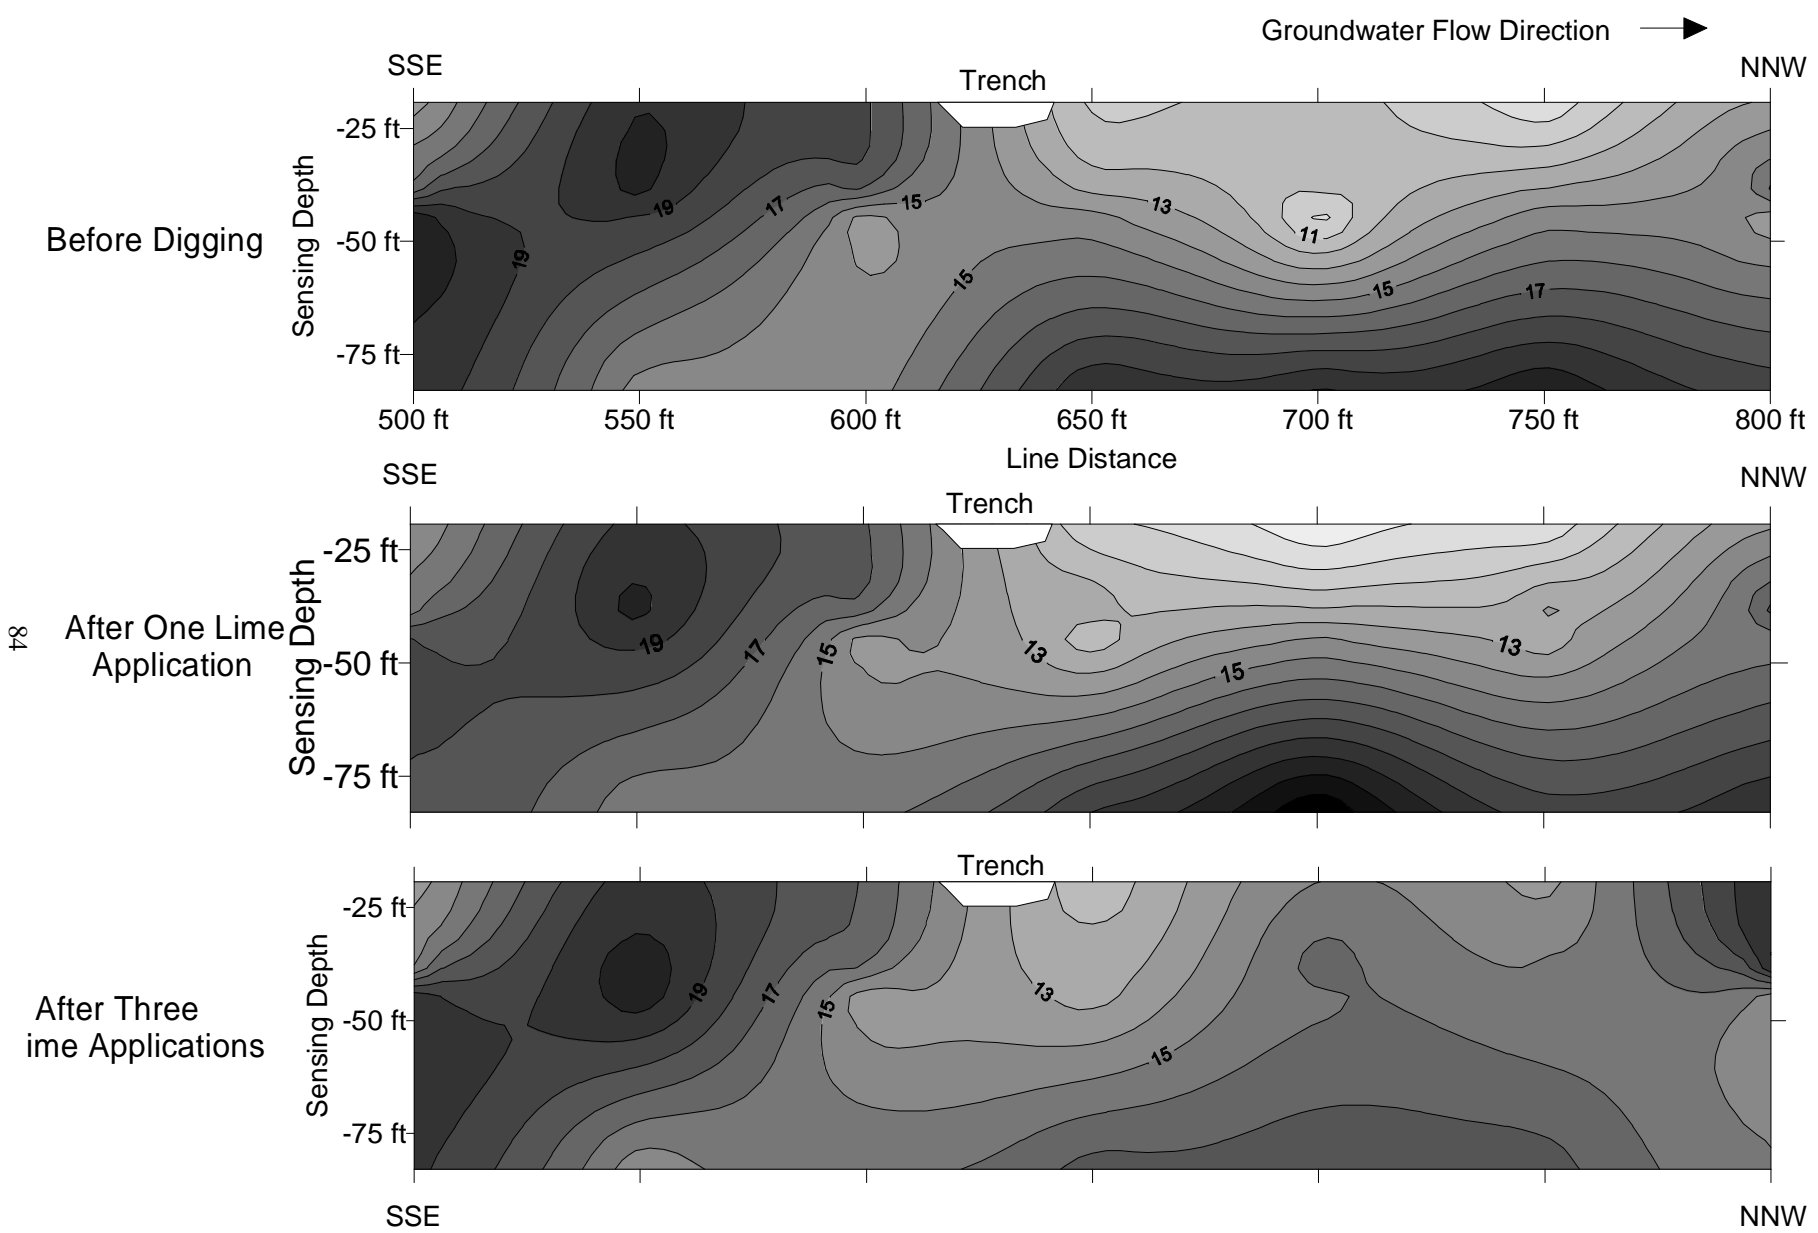 Groundwater Flow Direction
SSE
Trench
NNW
-25 ft
-50 ft
-75 ft
Sensing Depth
Before Digging
19
19
17
15
15
13
11
15
17
500 ft
550 ft
600 ft
650 ft
700 ft
750 ft
800 ft
Line Distance
SSE
Trench
NNW
-25 ft
-50 ft
-75 ft
Sensing Depth
After One Lime
Application
19
17
15
13
15
13
84
Trench
-25 ft
-50 ft
-75 ft
Sensing Depth
After Three
ime Applications
19
17
15
13
15
SSE
NNW